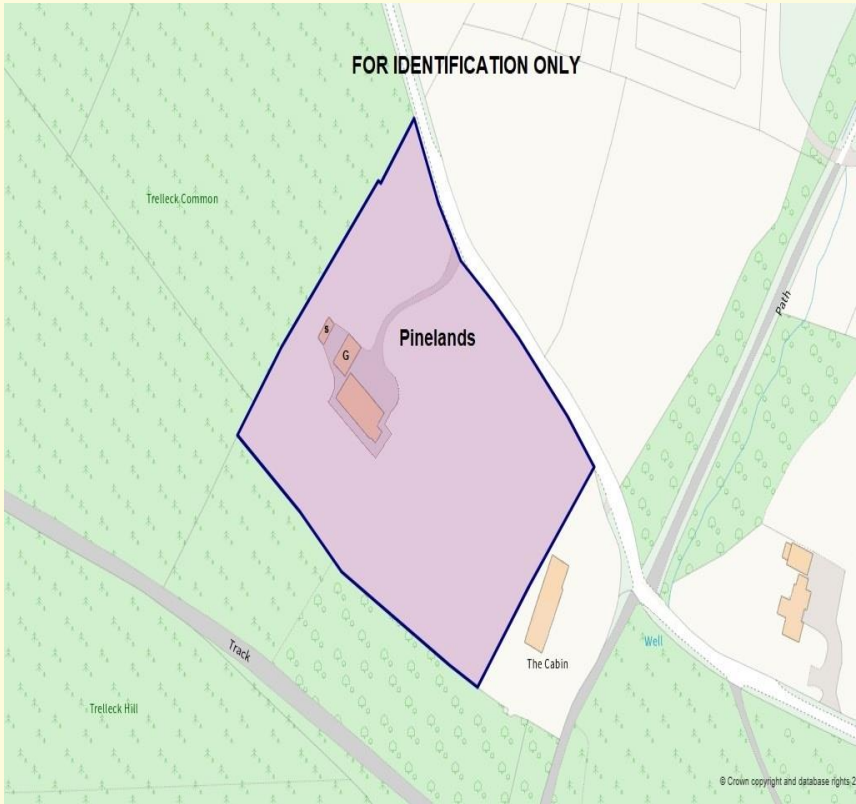 FOR IDENTIFICATION ONLY
Trelleck Common
Path
S
G
Pinelands
Track
The Cabin
Well
Trelleck Hill
© Crown copyright and database rights 2